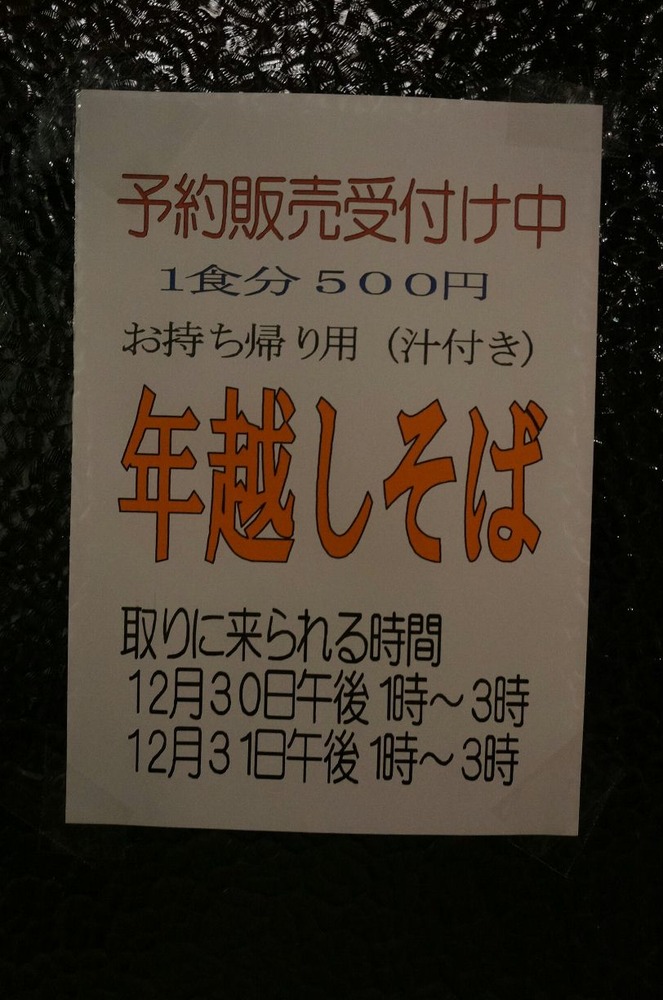 予約販売受付け中
1食分500円
お持ち帰り用（汁付き）
年越しそば
取りに来られる時間
12月30日午後1時〜3時
12月31日午後1時〜3時